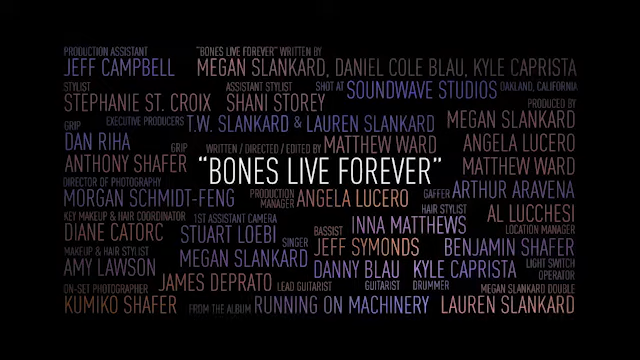 PRODUCTION ASSISTANT
JEFF CAMPBELL
"BONES LIVE FOREVER" WRITTEN BY
MEGAN SLANKARD, DANIEL COLE BLAU, KYLE CAPRISTA
STYLIST
STEPHANIE ST. CROIX
ASSISTANT STYLIST
SHANI STOREY
SHOT AT SOUNDWAVE STUDIOS OAKLAND, CALIFORNIA
PRODUCED BY
MEGAN SLANKARD
ANGELA LUCERO
MATTHEW WARD
EXECUTIVE PRODUCERS T.W. SLANKARD & LAUREN SLANKARD
GRIP
DAN RIHA
GRIP
ANTHONY SHAFER
WRITTEN / DIRECTED / EDITED BY MATTHEW WARD
"BONES LIVE FOREVER"
DIRECTOR OF PHOTOGRAPHY
MORGAN SCHMIDT-FENG
PRODUCTION MANAGER ANGELA LUCERO
GAFFER ARTHUR ARAVENA
KEY MAKEUP & HAIR COORDINATOR
DIANE CATORC
1ST ASSISTANT CAMERA
STUART LOEBI
HAIR STYLIST
INNA MATTHEWS
AL LUCCHESI
LOCATION MANAGER
MAKEUP & HAIR STYLIST
AMY LAWSON
SINGER
MEGAN SLANKARD
BASSIST
JEFF SYMONDS
BENJAMIN SHAFER
LIGHT SWITCH OPERATOR
JAMES DEPRATO
LEAD GUITARIST
DANNY BLAU
GUITARIST
KYLE CAPRISTA
DRUMMER
ON-SET PHOTOGRAPHER
KUMIKO SHAFER
FROM THE ALBUM RUNNING ON MACHINERY
MEGAN SLANKARD DOUBLE
LAUREN SLANKARD